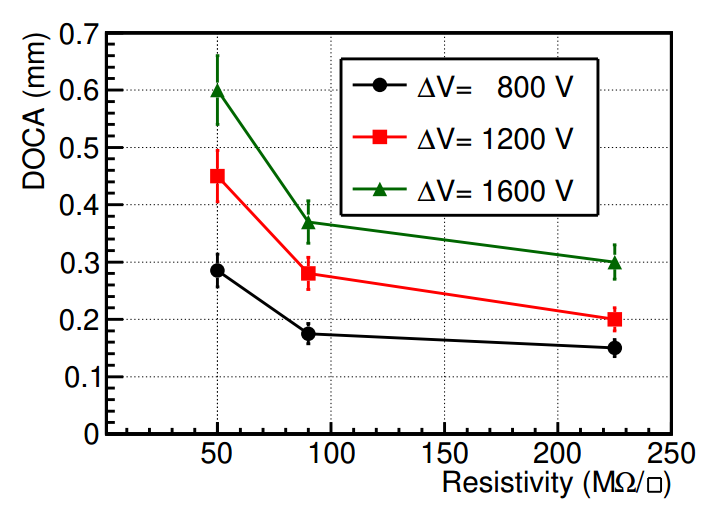 DOCA (mm)
0.7
0.6
0.5
0.4
0.3
0.2
0.1
0
ΔV= 800 V
ΔV= 1200 V
ΔV= 1600 V
50 100 150 200 250
Resistivity (MΩ/□)